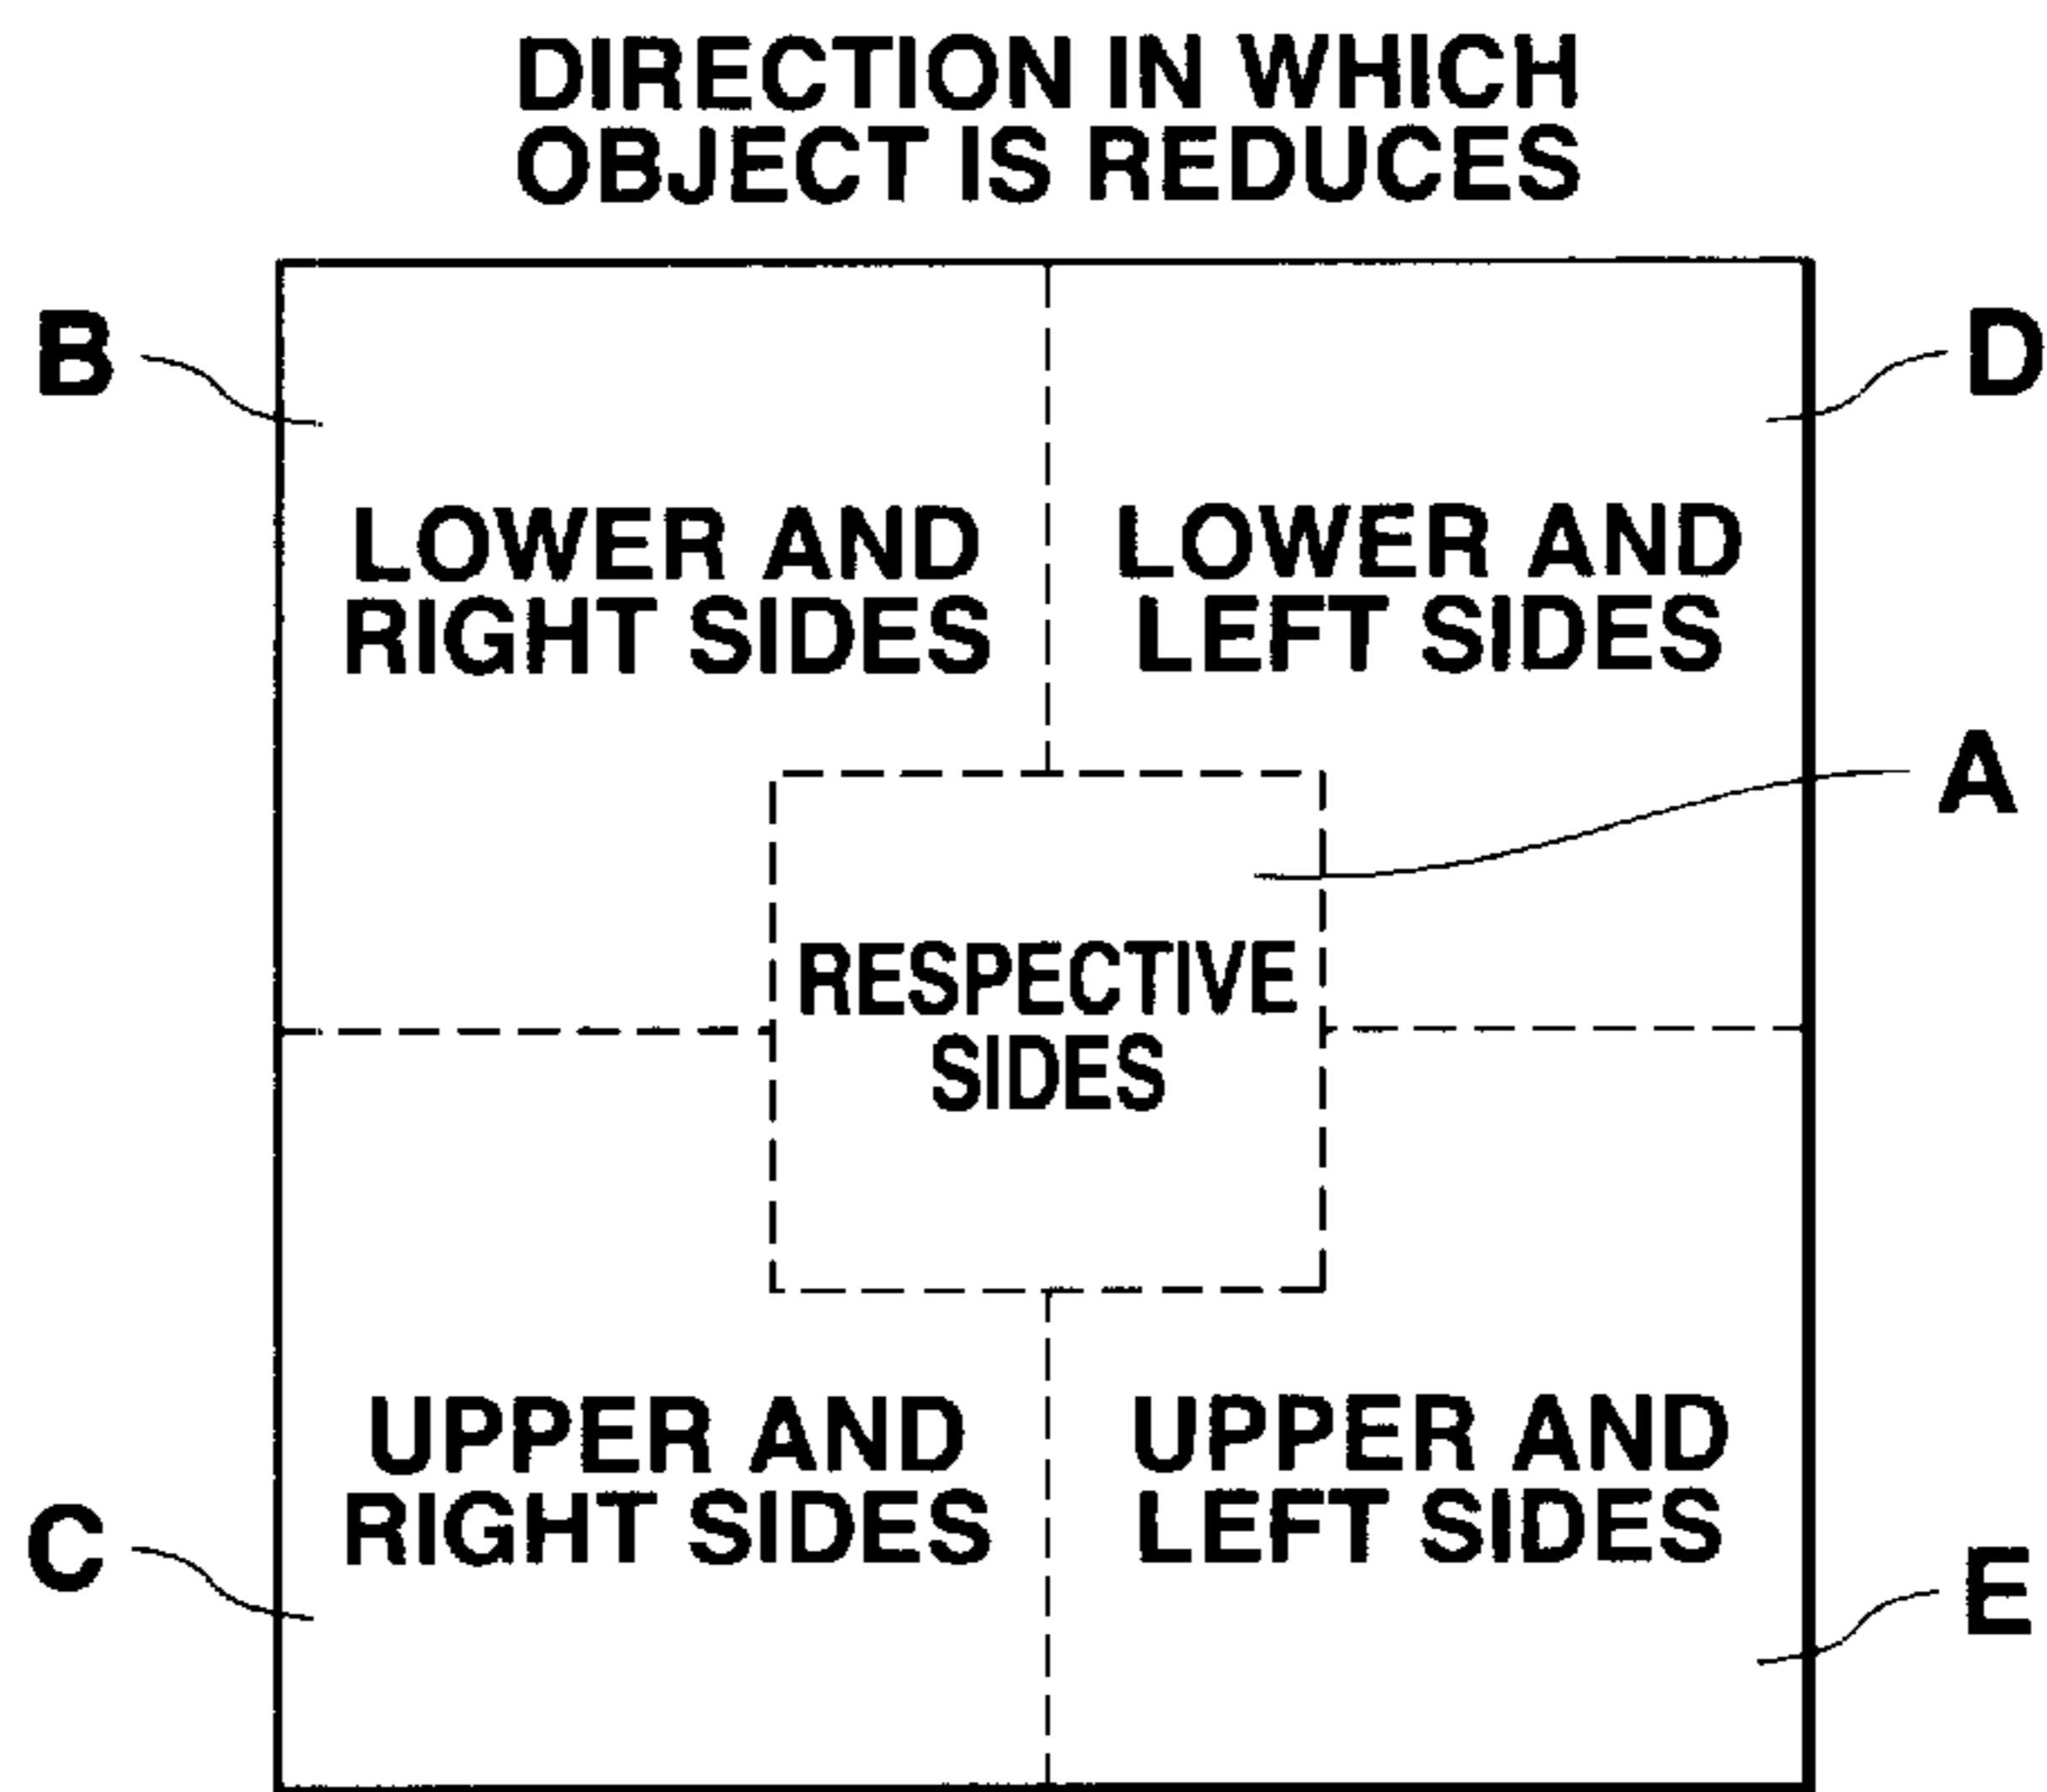 DIRECTION IN WHICH
OBJECT IS REDUCES
B
D
LOWER AND
RIGHT SIDES
LOWER AND
LEFT SIDES
A
RESPECTIVE
SIDES
UPPER AND
RIGHT SIDES
UPPER AND
LEFT SIDES
C
E